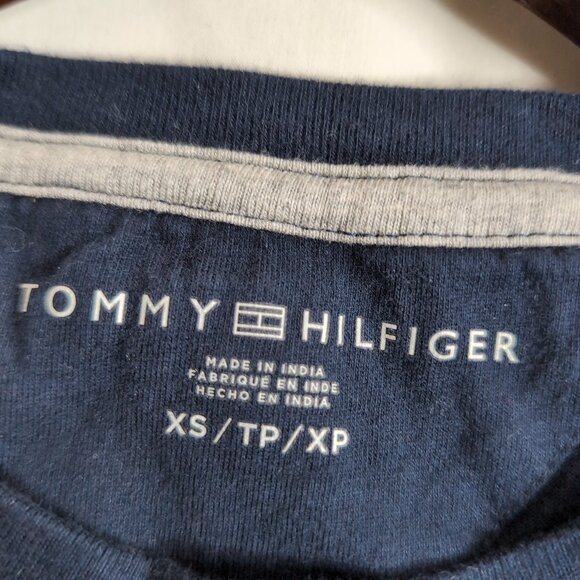 TOMMY HILFIGER
MADE IN INDIA
FABRIQUÉ EN INDE
HECHO EN INDIA
XS/TP/XP